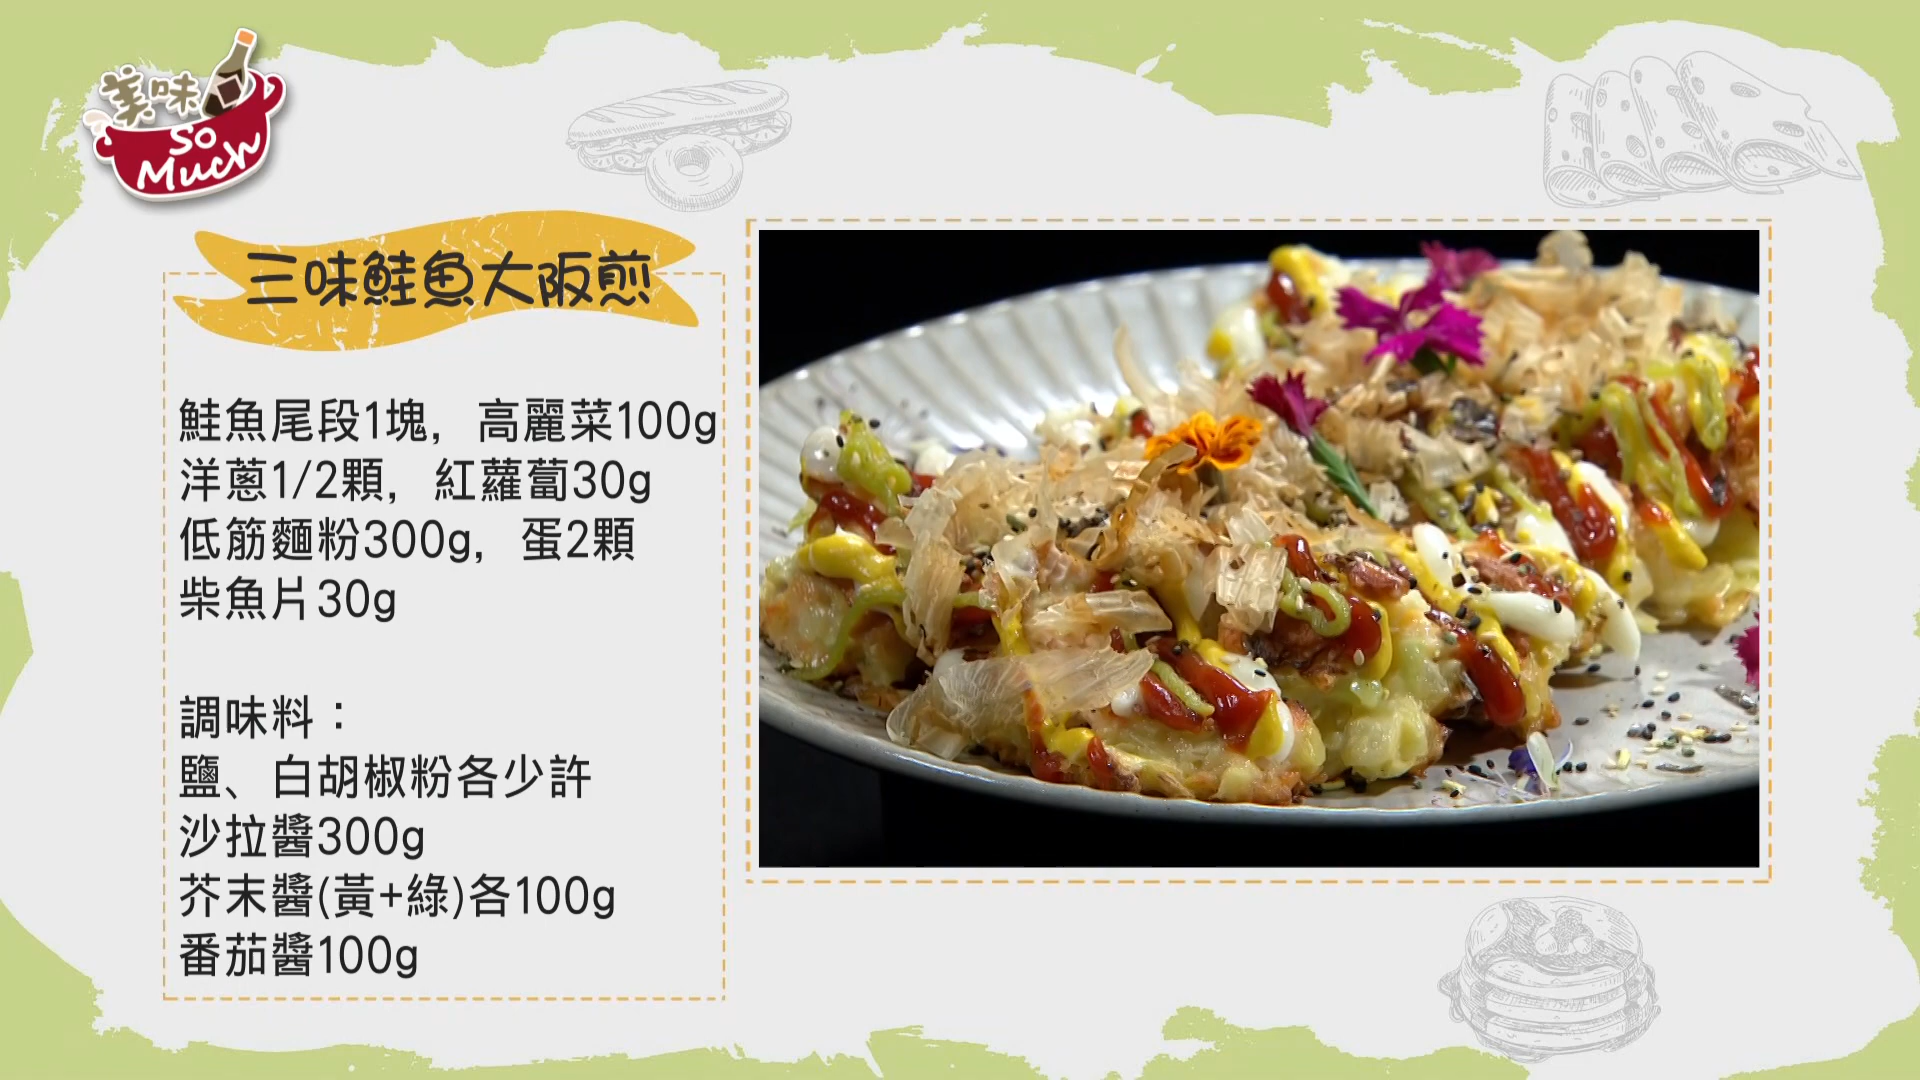 美味
So
Much
三味鮭魚大阪煎
鮭魚尾段1塊，高麗菜100g
洋蔥1/2顆，紅蘿蔔30g
低筋麵粉300g，蛋2顆
柴魚片30g
調味料：
鹽、白胡椒粉各少許
沙拉醬300g
芥末醬(黃+綠)各100g
番茄醬100g